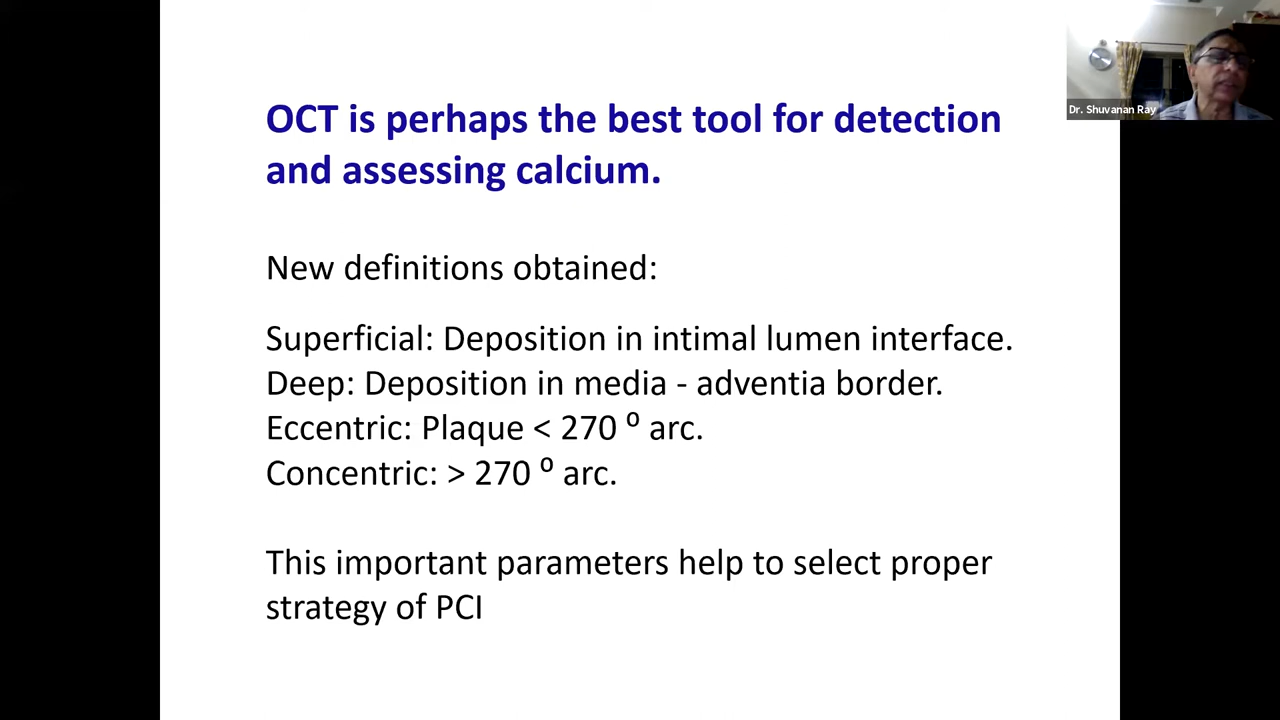 OCT is perhaps the best tool for detection
and assessing calcium.
New definitions obtained:
Superficial: Deposition in intimal lumen interface.
Deep: Deposition in media - adventia border.
Eccentric: Plaque < 270 ⁰ arc.
Concentric: > 270 ⁰ arc.
This important parameters help to select proper
strategy of PCI
Dr. Shuvanan Ray